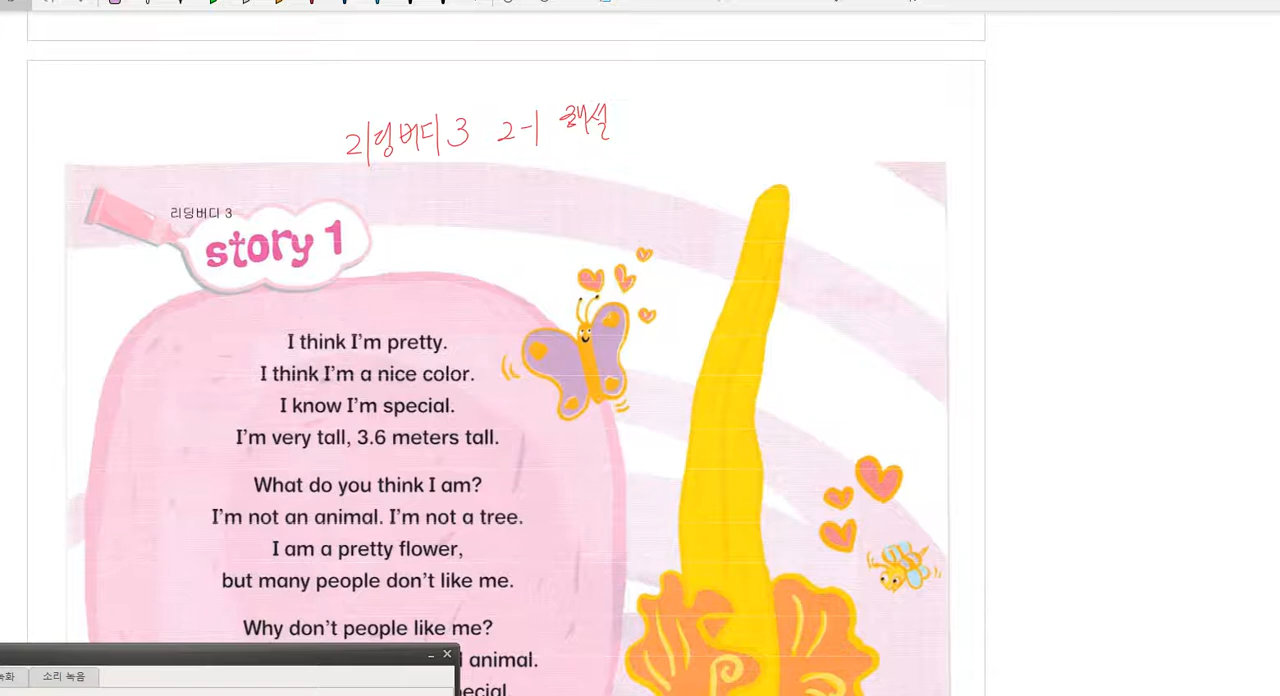 리딩버디 3 2-1 해설
리딩버디 3
story 1
I think I'm pretty.
I think I'm a nice color.
I know I'm special.
I'm very tall, 3.6 meters tall.
What do you think I am?
I'm not an animal. I'm not a tree.
I am a pretty flower,
but many people don't like me.
Why don't people like me?
animal.
소리 녹음